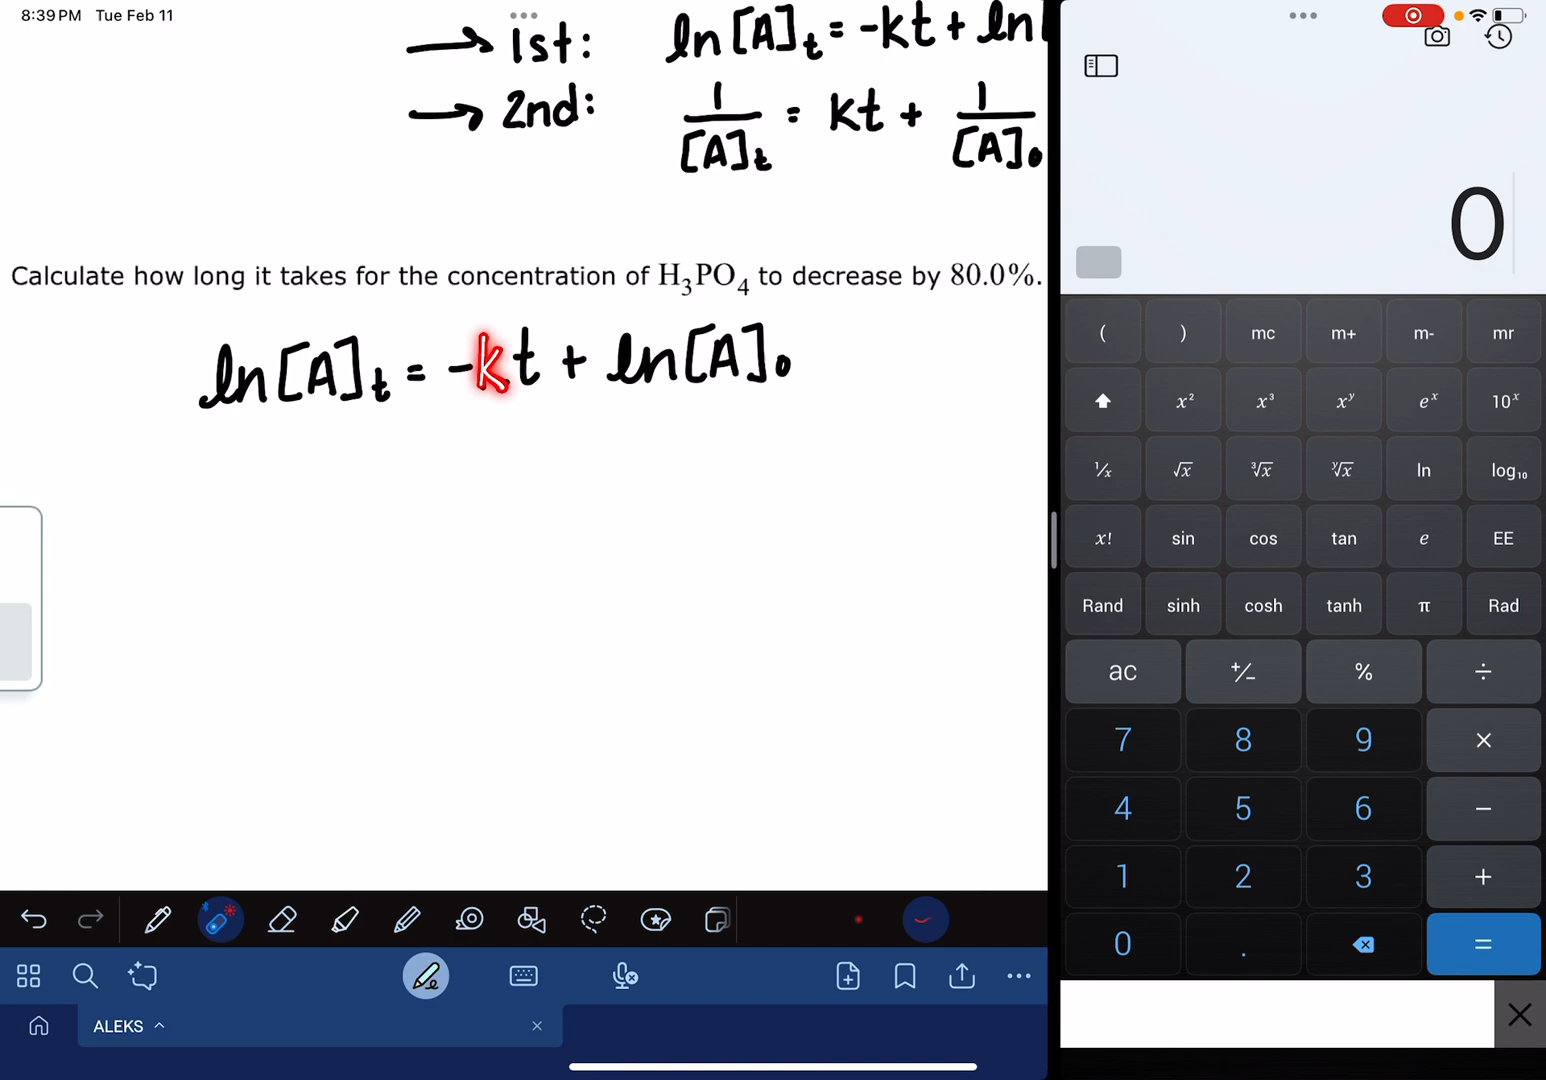 8:39 PM Tue Feb 11
→ 1st: ln[A]t = -kt + ln[
→ 2nd: 1/[A]t = kt + 1/[A]0
Calculate how long it takes for the concentration of H3PO4 to decrease by 80.0%.
ln[A]t = -kt + ln[A]0
0
( ) mc m+ m- mr
x² x³ xʸ eˣ 10ˣ
1/x √x ³√x ʸ√x ln log₁₀
x! sin cos tan e EE
Rand sinh cosh tanh π Rad
ac +/− % ÷
7 8 9 ×
4 5 6 −
1 2 3 +
0 . =
ALEKS